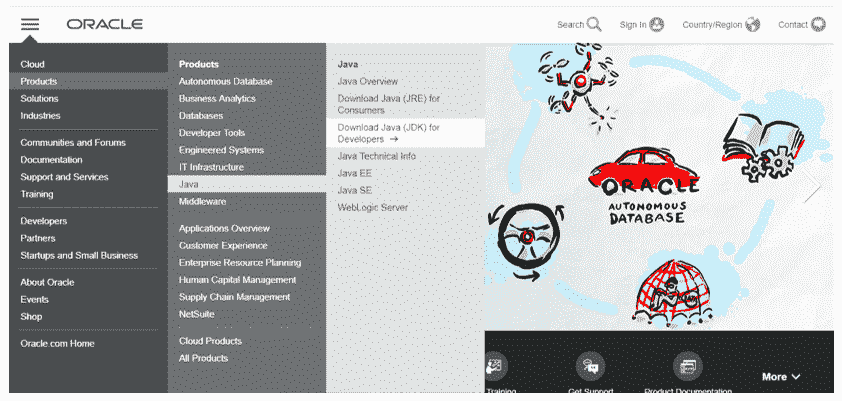 ORACLE
Search
Sign In
Country/Region
Contact
Cloud
Products
Solutions
Industries
Communities and Forums
Documentation
Support and Services
Training
Developers
Partners
Startups and Small Business
About Oracle
Events
Shop
Oracle.com Home
Products
Autonomous Database
Business Analytics
Databases
Developer Tools
Engineered Systems
IT Infrastructure
Java
Middleware
Applications Overview
Customer Experience
Enterprise Resource Planning
Human Capital Management
Supply Chain Management
NetSuite
Cloud Products
All Products
Java
Java Overview
Download Java (JRE) for
Consumers
Download Java (JDK) for
Developers →
Java Technical Info
Java EE
Java SE
WebLogic Server
ORACLE
AUTONOMOUS
DATABASE
Training
Get Support
Product Documentation
More